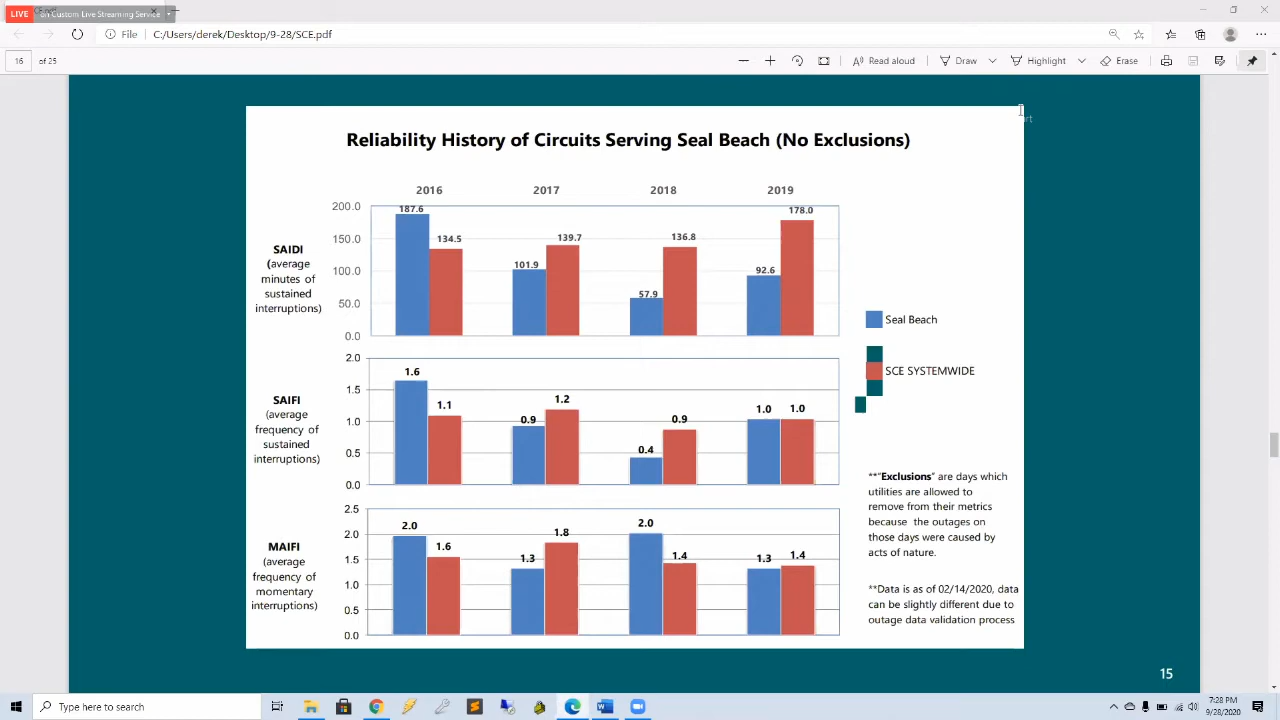 LIVE on Custom Live Streaming Service
File C:/Users/derek/Desktop/9-28/SCE.pdf
16 of 25
Read aloud Draw Highlight Erase
Reliability History of Circuits Serving Seal Beach (No Exclusions)
2016 2017 2018 2019
SAIDI
(average
minutes of
sustained
interruptions)
200.0
150.0
100.0
50.0
0.0
187.6 134.5 101.9 139.7 57.9 136.8 92.6 178.0
SAIFI
(average
frequency of
sustained
interruptions)
2.0
1.5
1.0
0.5
0.0
1.6 1.1 0.9 1.2 0.4 0.9 1.0 1.0
MAIFI
(average
frequency of
momentary
interruptions)
2.5
2.0
1.5
1.0
0.5
0.0
2.0 1.6 1.3 1.8 2.0 1.4 1.3 1.4
Seal Beach
SCE SYSTEMWIDE
**"Exclusions" are days which
utilities are allowed to
remove from their metrics
because the outages on
those days were caused by
acts of nature.
**Data is as of 02/14/2020, data
can be slightly different due to
outage data validation process
15
Type here to search
7:28 PM
9/28/2020